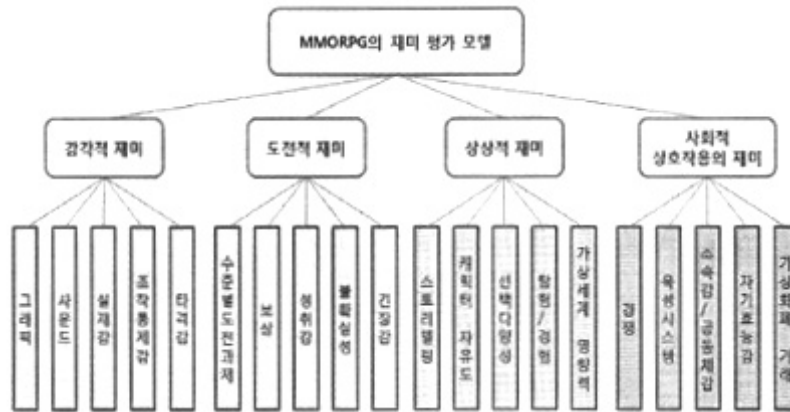 MMORPG의 재미 평가 모델
감각적 재미
도전적 재미
상상적 재미
사회적
상호작용의 재미
그래픽
사운드
실재감
조작통제감
타격감
수준별도전과제
보상
성취감
불확실성
긴장감
스토리텔링
캐릭터 자유도
선택다양성
탐험/경험
가상세계 영향력
경쟁
육성시스템
소속감/공동체감
자기효능감
가상화폐 거래